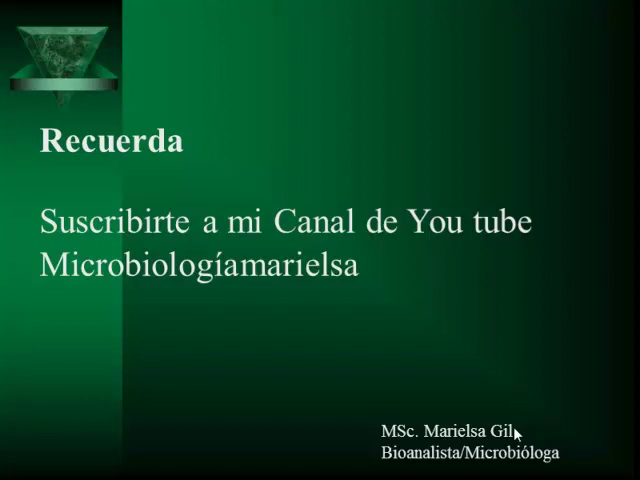 Recuerda
Suscribirte a mi Canal de You tube
Microbiologíamarielsa
MSc. Marielsa Gil
Bioanalista/Microbióloga